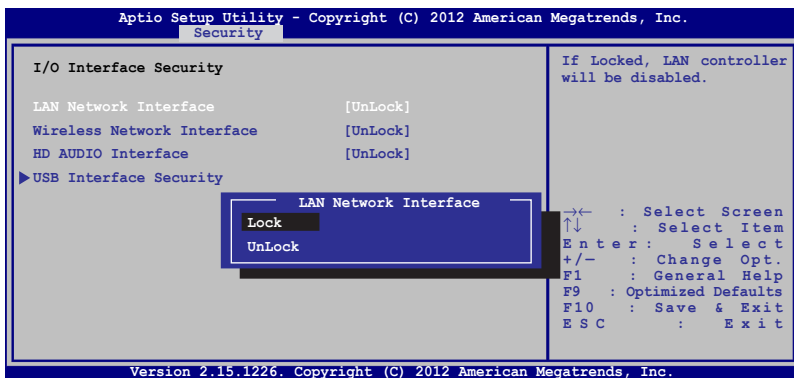 Aptio Setup Utility - Copyright (C) 2012 American Megatrends, Inc.
Security
I/O Interface Security
LAN Network Interface [UnLock]
Wireless Network Interface [UnLock]
HD AUDIO Interface [UnLock]
USB Interface Security
LAN Network Interface
Lock
UnLock
If Locked, LAN controller
will be disabled.
→← : Select Screen
↑↓ : Select Item
Enter: Select
+/— : Change Opt.
F1 : General Help
F9 : Optimized Defaults
F10 : Save & Exit
ESC : Exit
Version 2.15.1226. Copyright (C) 2012 American Megatrends, Inc.